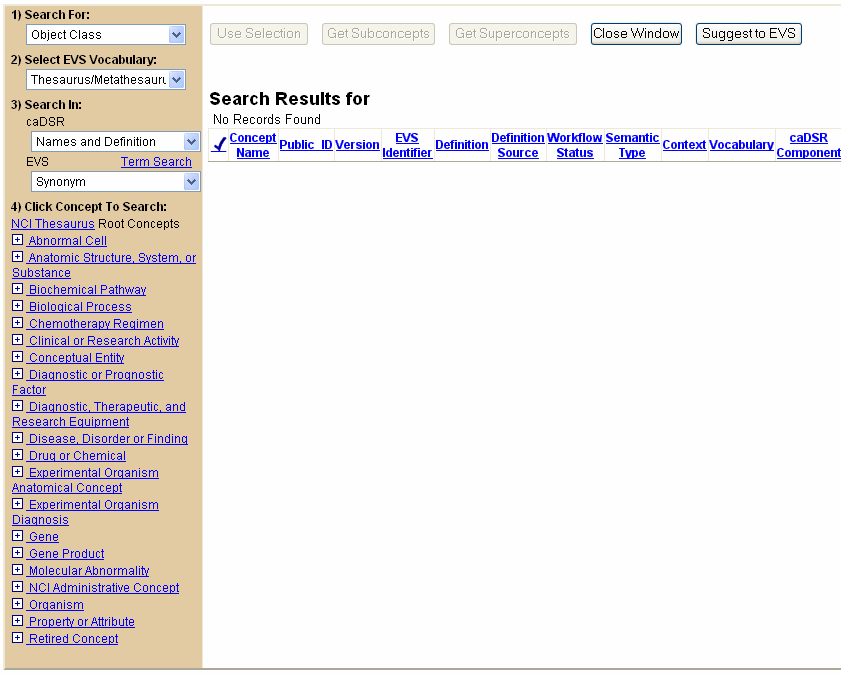 1) Search For:
Object Class
2) Select EVS Vocabulary:
Thesaurus/Metathesauru
3) Search In:
caDSR
Names and Definition
EVS Term Search
Synonym
4) Click Concept To Search:
NCI Thesaurus Root Concepts
Abnormal Cell
Anatomic Structure, System, or
Substance
Biochemical Pathway
Biological Process
Chemotherapy Regimen
Clinical or Research Activity
Conceptual Entity
Diagnostic or Prognostic
Factor
Diagnostic, Therapeutic, and
Research Equipment
Disease, Disorder or Finding
Drug or Chemical
Experimental Organism
Anatomical Concept
Experimental Organism
Diagnosis
Gene
Gene Product
Molecular Abnormality
NCI Administrative Concept
Organism
Property or Attribute
Retired Concept
Use Selection Get Subconcepts Get Superconcepts Close Window Suggest to EVS
Search Results for
No Records Found
Concept EVS Definition Workflow Semantic caDSR
Name Public_ID Version Identifier Definition Source Status Type Context Vocabulary Component